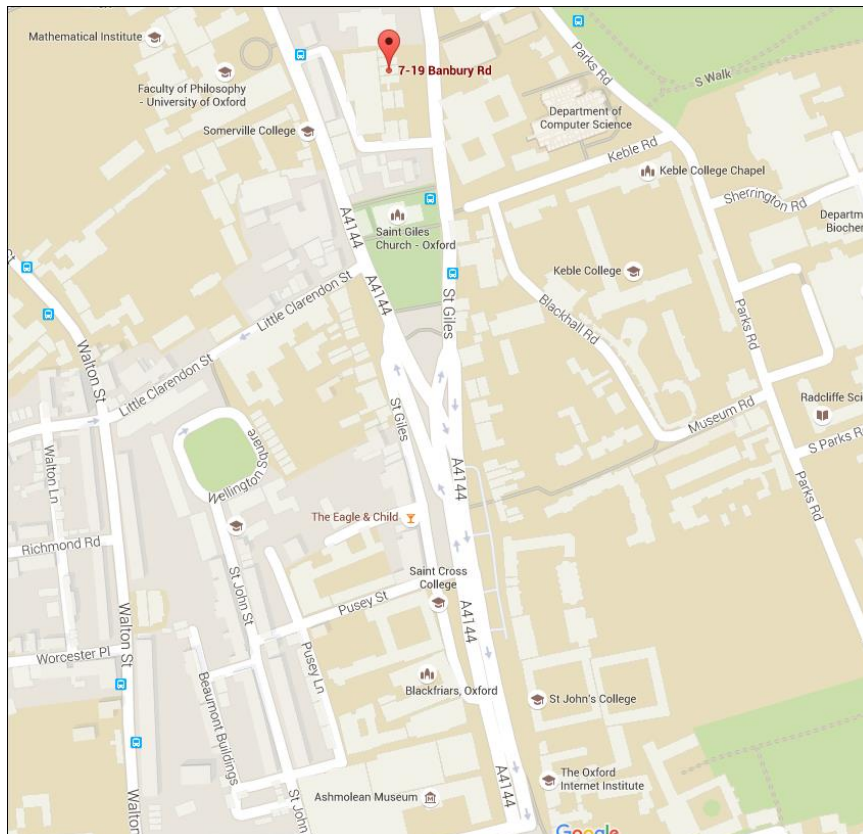 Mathematical Institute
7-19 Banbury Rd
Parks Rd
S Walk
Faculty of Philosophy
- University of Oxford
Department of
Computer Science
Somerville College
Keble Rd
Keble College Chapel
Sherrington Rd
A4144
Saint Giles
Church - Oxford
Departm
Biocher
A4144
Keble College
Little Clarendon St
St Giles
Blackhall Rd
Parks Rd
Walton St
Little Clarendon St
St Giles
Museum Rd
Radcliffe Sci
S Parks R
Walton Ln
Wellington Square
A4144
Parks Rd
The Eagle & Child
Richmond Rd
Saint Cross
College
St John St
Pusey St
A4144
Walton St
Worcester Pl
Pusey Ln
Blackfriars, Oxford
St John's College
Beaumont Buildings
A4144
The Oxford
Internet Institute
Ashmolean Museum
Walton
St John
Google